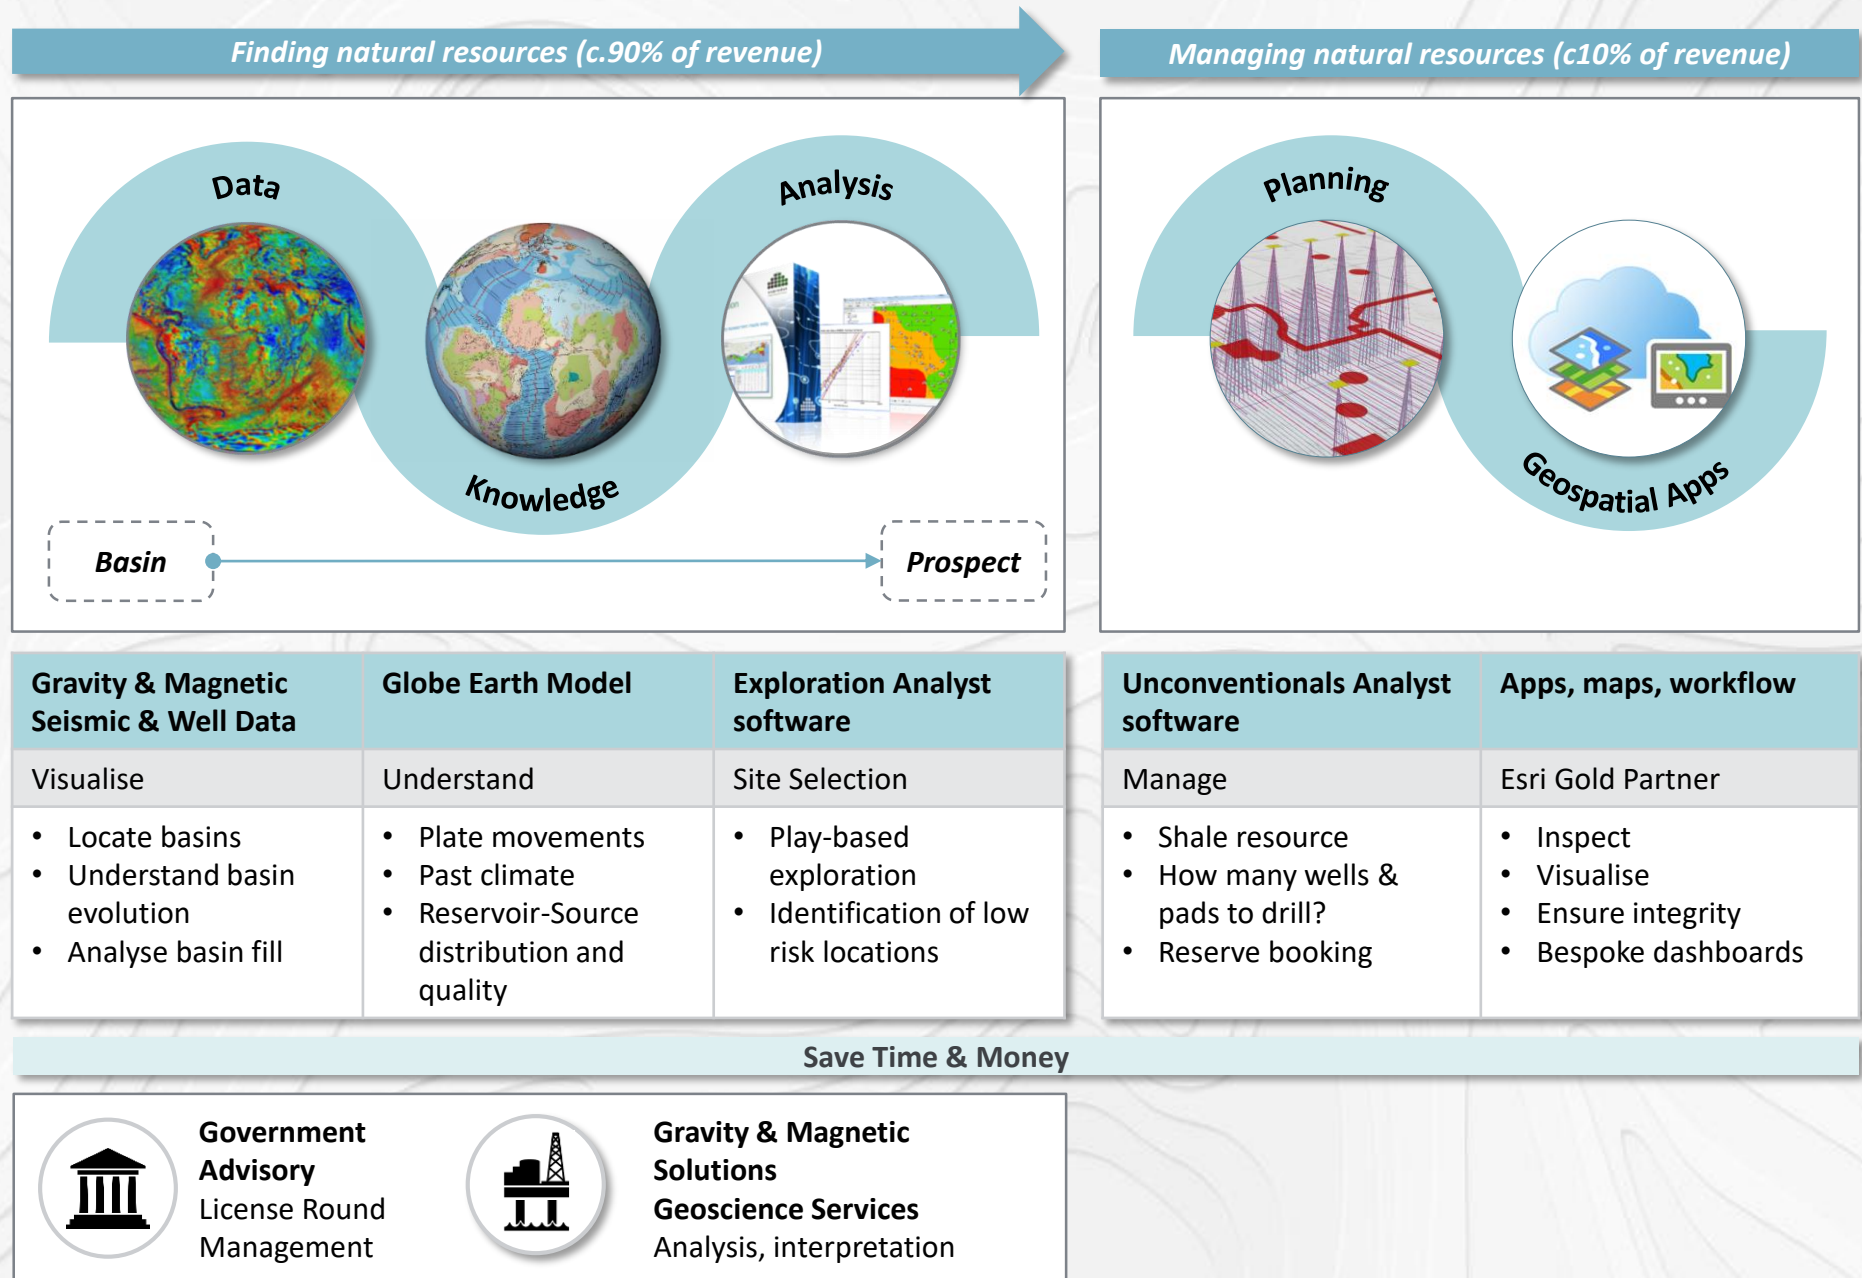 Finding natural resources (c.90% of revenue)
Managing natural resources (c10% of revenue)
Data
Analysis
Knowledge
Basin
Prospect
Planning
Geospatial Apps
Gravity & Magnetic
Seismic & Well Data
Globe Earth Model
Exploration Analyst
software
Visualise
Understand
Site Selection
• Locate basins
• Understand basin
evolution
• Analyse basin fill
• Plate movements
• Past climate
• Reservoir-Source
distribution and
quality
• Play-based
exploration
• Identification of low
risk locations
Unconventionals Analyst
software
Apps, maps, workflow
Manage
Esri Gold Partner
• Shale resource
• How many wells &
pads to drill?
• Reserve booking
• Inspect
• Visualise
• Ensure integrity
• Bespoke dashboards
Save Time & Money
Government
Advisory
License Round
Management
Gravity & Magnetic
Solutions
Geoscience Services
Analysis, interpretation